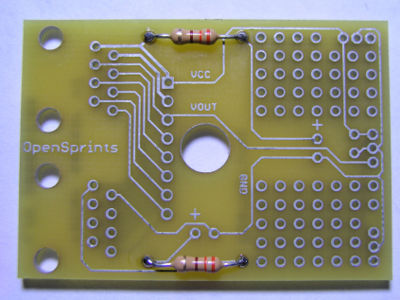 VCC
VOUT
+
OpenSprints
GND
+